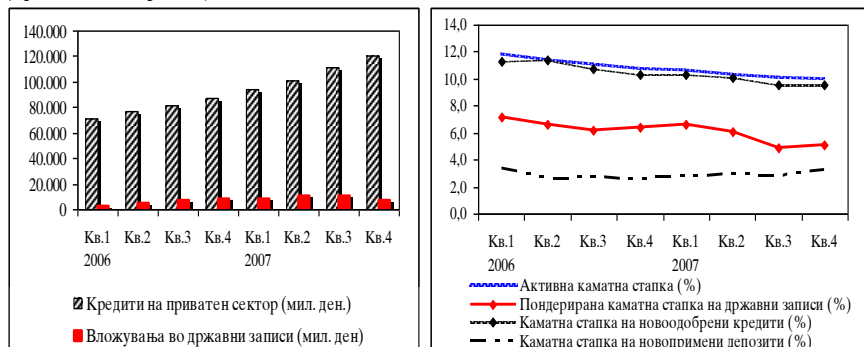 140.000
120.000
100.000
80.000
60.000
40.000
20.000
0
Кв.1 Кв.2 Кв.3 Кв.4 Кв.1 Кв.2 Кв.3 Кв.4
2006 2007
Кредити на приватен сектор (мил. ден.)
Вложувања во државни записи (мил. ден)
14,0
12,0
10,0
8,0
6,0
4,0
2,0
0,0
Кв.1 Кв.2 Кв.3 Кв.4 Кв.1 Кв.2 Кв.3 Кв.4
2006 2007
Активна каматна стапка (%)
Пондерирана каматна стапка на државни записи (%)
Каматна стапка на новоодобрени кредити (%)
Каматна стапка на новопримени депозити (%)